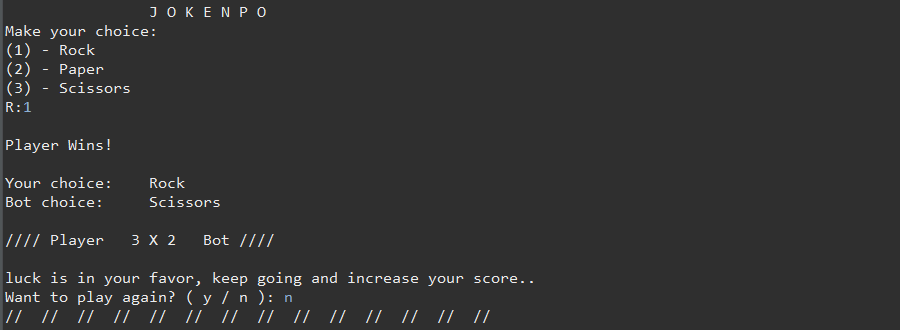 J O K E N P O
Make your choice:
(1) - Rock
(2) - Paper
(3) - Scissors
R:1
Player Wins!
Your choice:    Rock
Bot choice:     Scissors
//// Player   3 X 2   Bot ////
luck is in your favor, keep going and increase your score..
Want to play again? ( y / n ): n
//  //  //  //  //  //  //  //  //  //  //  //  //  //